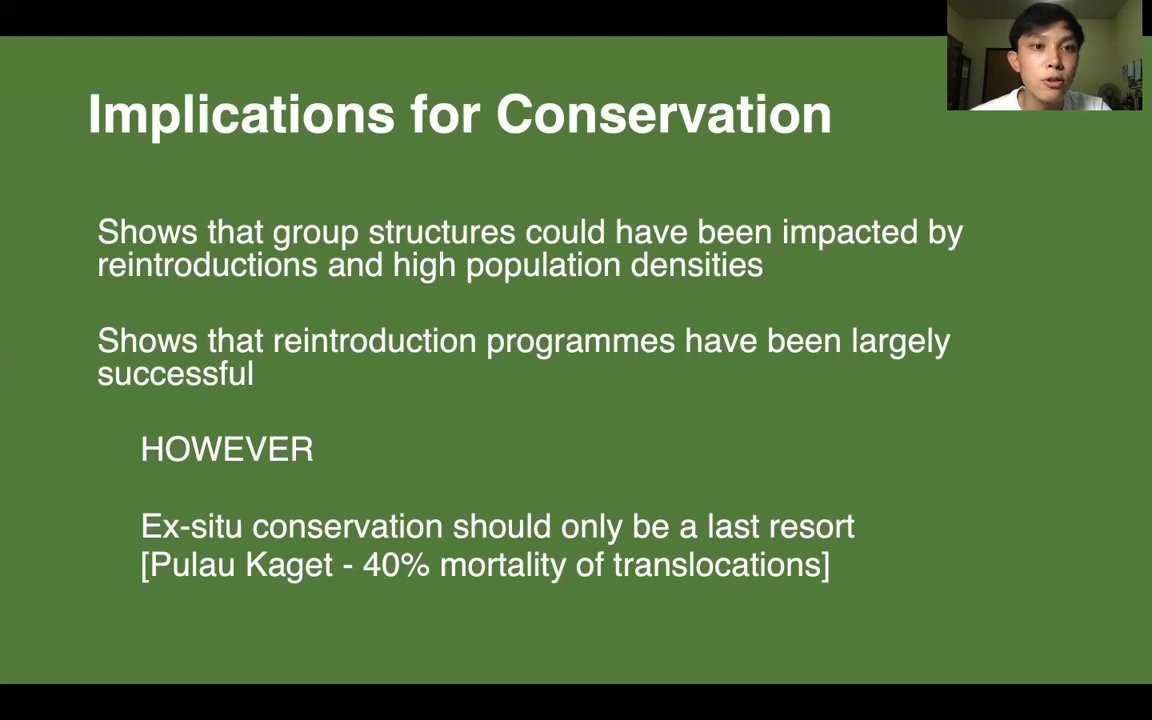 Implications for Conservation
Shows that group structures could have been impacted by
reintroductions and high population densities
Shows that reintroduction programmes have been largely
successful
HOWEVER
Ex-situ conservation should only be a last resort
[Pulau Kaget - 40% mortality of translocations]